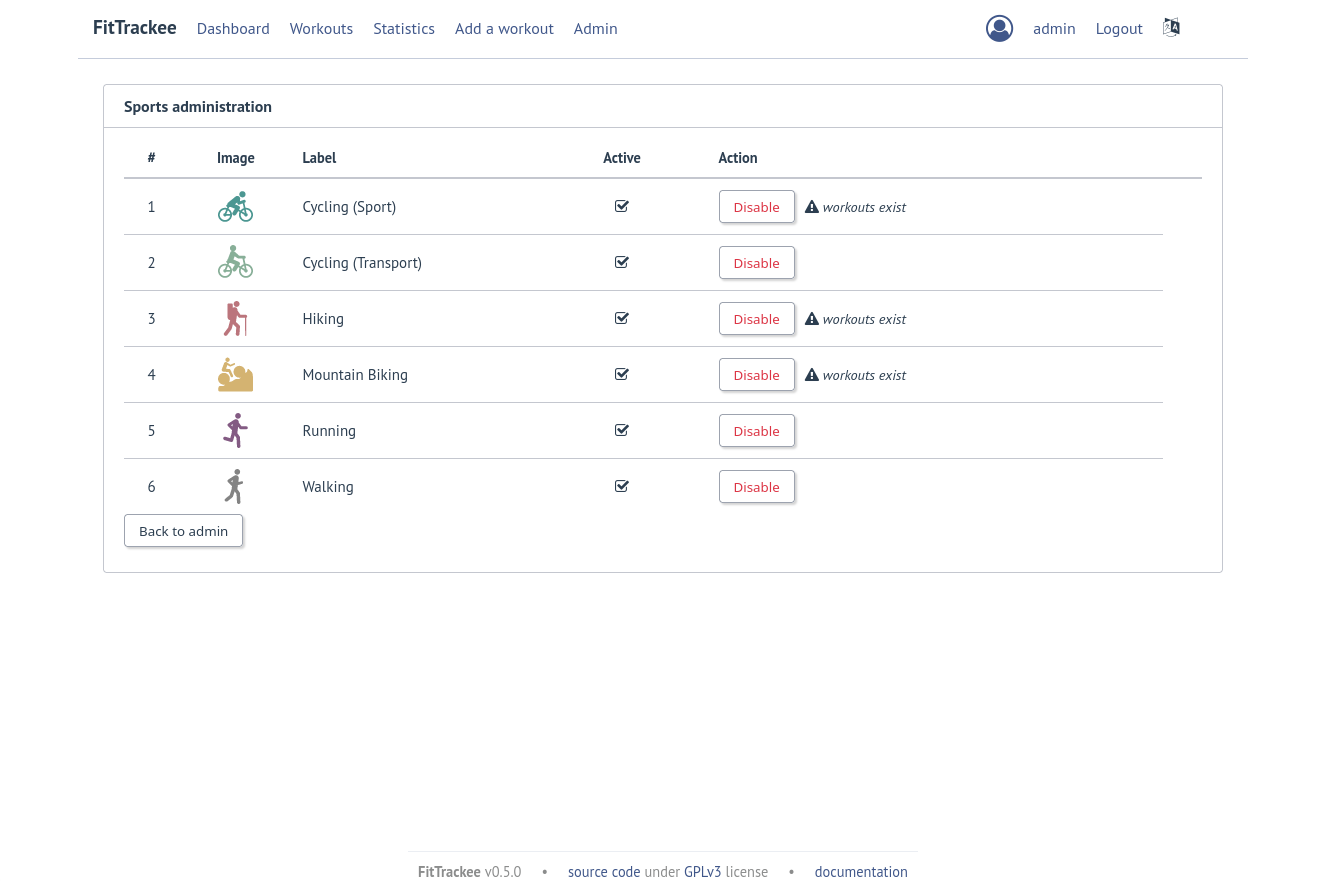 FitTrackee Dashboard Workouts Statistics Add a workout Admin admin Logout
Sports administration
# Image Label Active Action
1 Cycling (Sport) Disable workouts exist
2 Cycling (Transport) Disable
3 Hiking Disable workouts exist
4 Mountain Biking Disable workouts exist
5 Running Disable
6 Walking Disable
Back to admin
FitTrackee v0.5.0 • source code under GPLv3 license • documentation